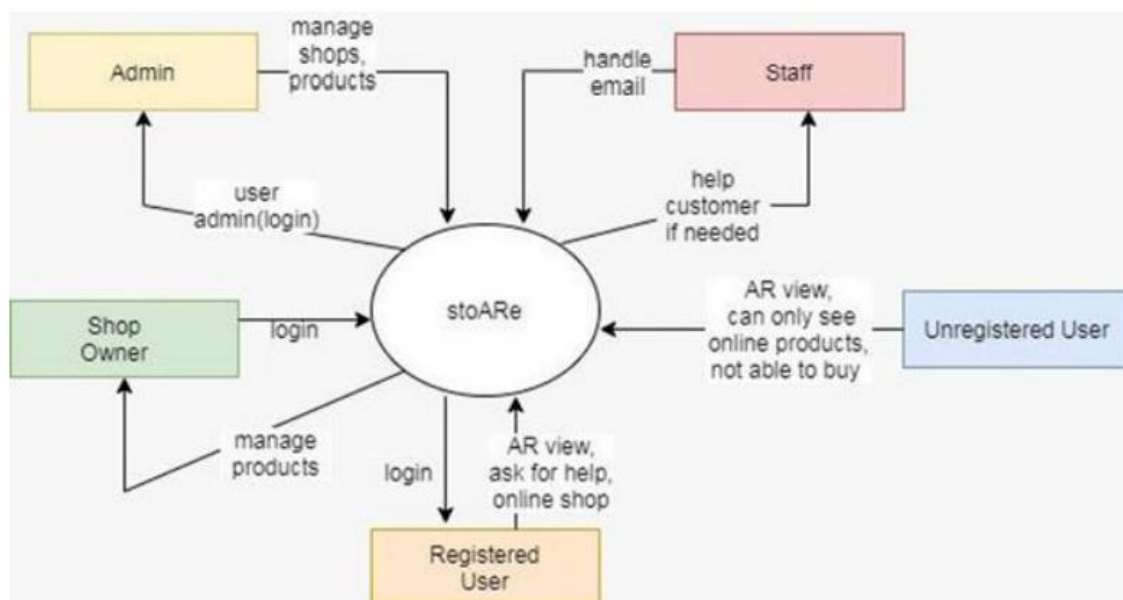 manage
shops,
products
Admin
handle
email
Staff
user
admin(login)
help
customer
if needed
stoARe
Shop
Owner
login
AR view,
can only see
online products,
not able to buy
Unregistered User
manage
products
login
AR view,
ask for help,
online shop
Registered
User